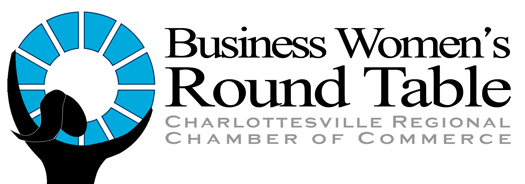 Business Women's
Round Table
Charlottesville Regional
Chamber of Commerce